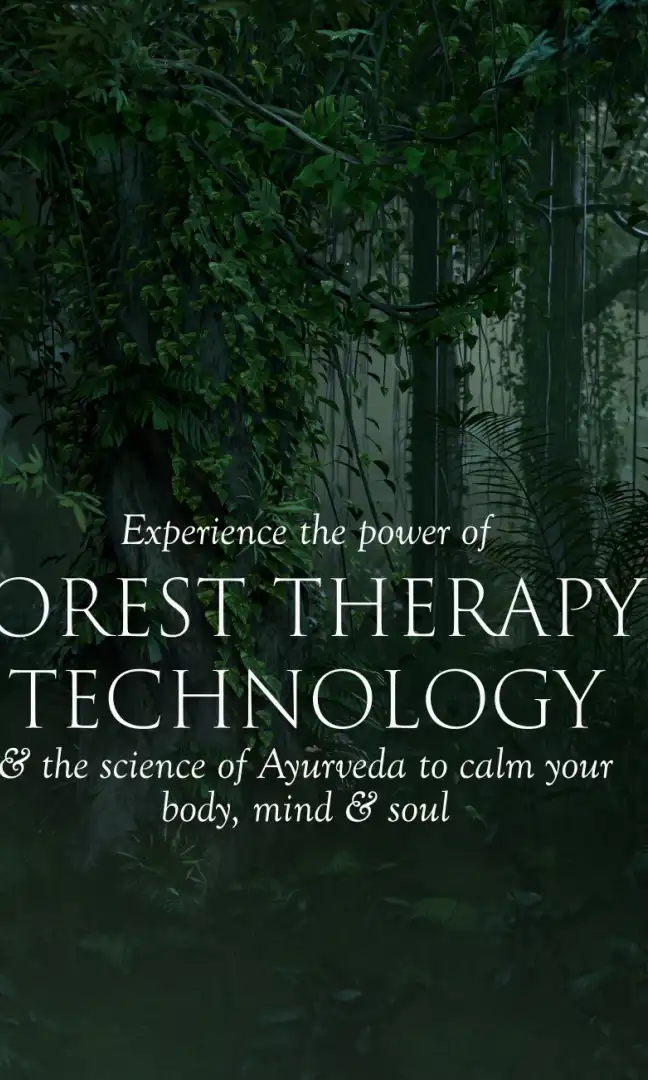 Experience the power of
OREST THERAPY
TECHNOLOGY
& the science of Ayurveda to calm your
body, mind & soul